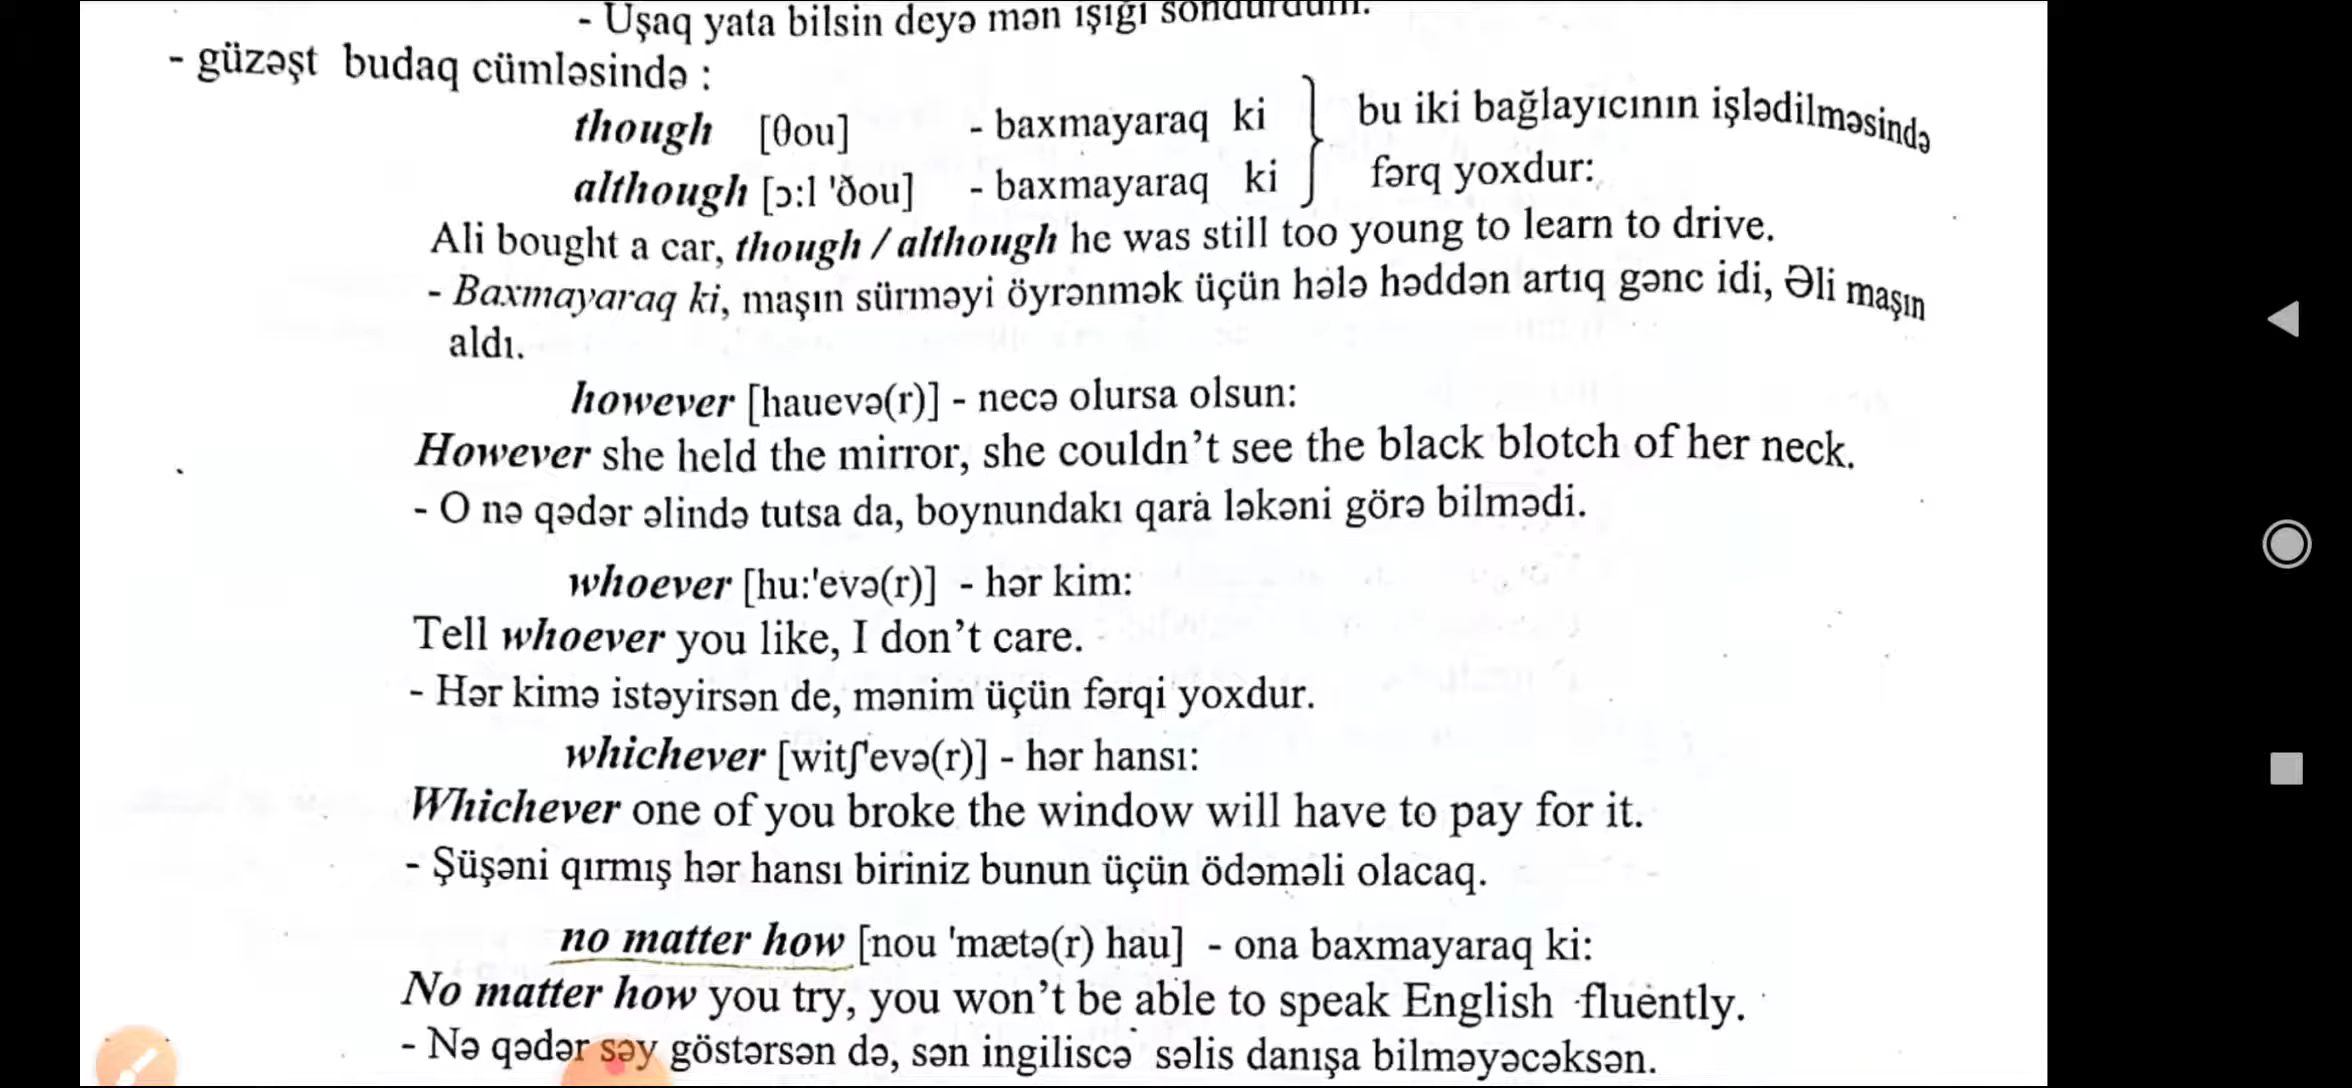 - Uşaq yata bilsin deyə mən işığı söndürdüm.
- güzəşt budaq cümləsində :
though [θou] - baxmayaraq ki } bu iki bağlayıcının işlədilməsində
although [ɔ:l 'ðou] - baxmayaraq ki fərq yoxdur:
Ali bought a car, though / although he was still too young to learn to drive.
- Baxmayaraq ki, maşın sürməyi öyrənmək üçün hələ həddən artıq gənc idi, Əli maşın
aldı.
however [hauevə(r)] - necə olursa olsun:
However she held the mirror, she couldn't see the black blotch of her neck.
- O nə qədər əlində tutsa da, boynundakı qara ləkəni görə bilmədi.
whoever [hu:'evə(r)] - hər kim:
Tell whoever you like, I don't care.
- Hər kimə istəyirsən de, mənim üçün fərqi yoxdur.
whichever [witʃ'evə(r)] - hər hansı:
Whichever one of you broke the window will have to pay for it.
- Şüşəni qırmış hər hansı biriniz bunun üçün ödəməli olacaq.
no matter how [nou 'mætə(r) hau] - ona baxmayaraq ki:
No matter how you try, you won't be able to speak English fluently.
- Nə qədər səy göstərsən də, sən ingiliscə səlis danışa bilməyəcəksən.